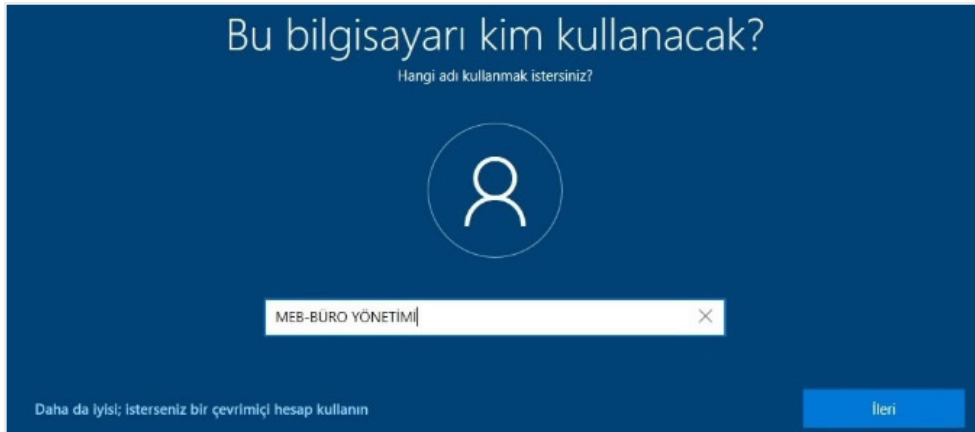 Bu bilgisayarı kim kullanacak?
Hangi adı kullanmak istersiniz?
MEB-BÜRO YÖNETİMİ
Daha da iyisi; isterseniz bir çevrimiçi hesap kullanın
İleri